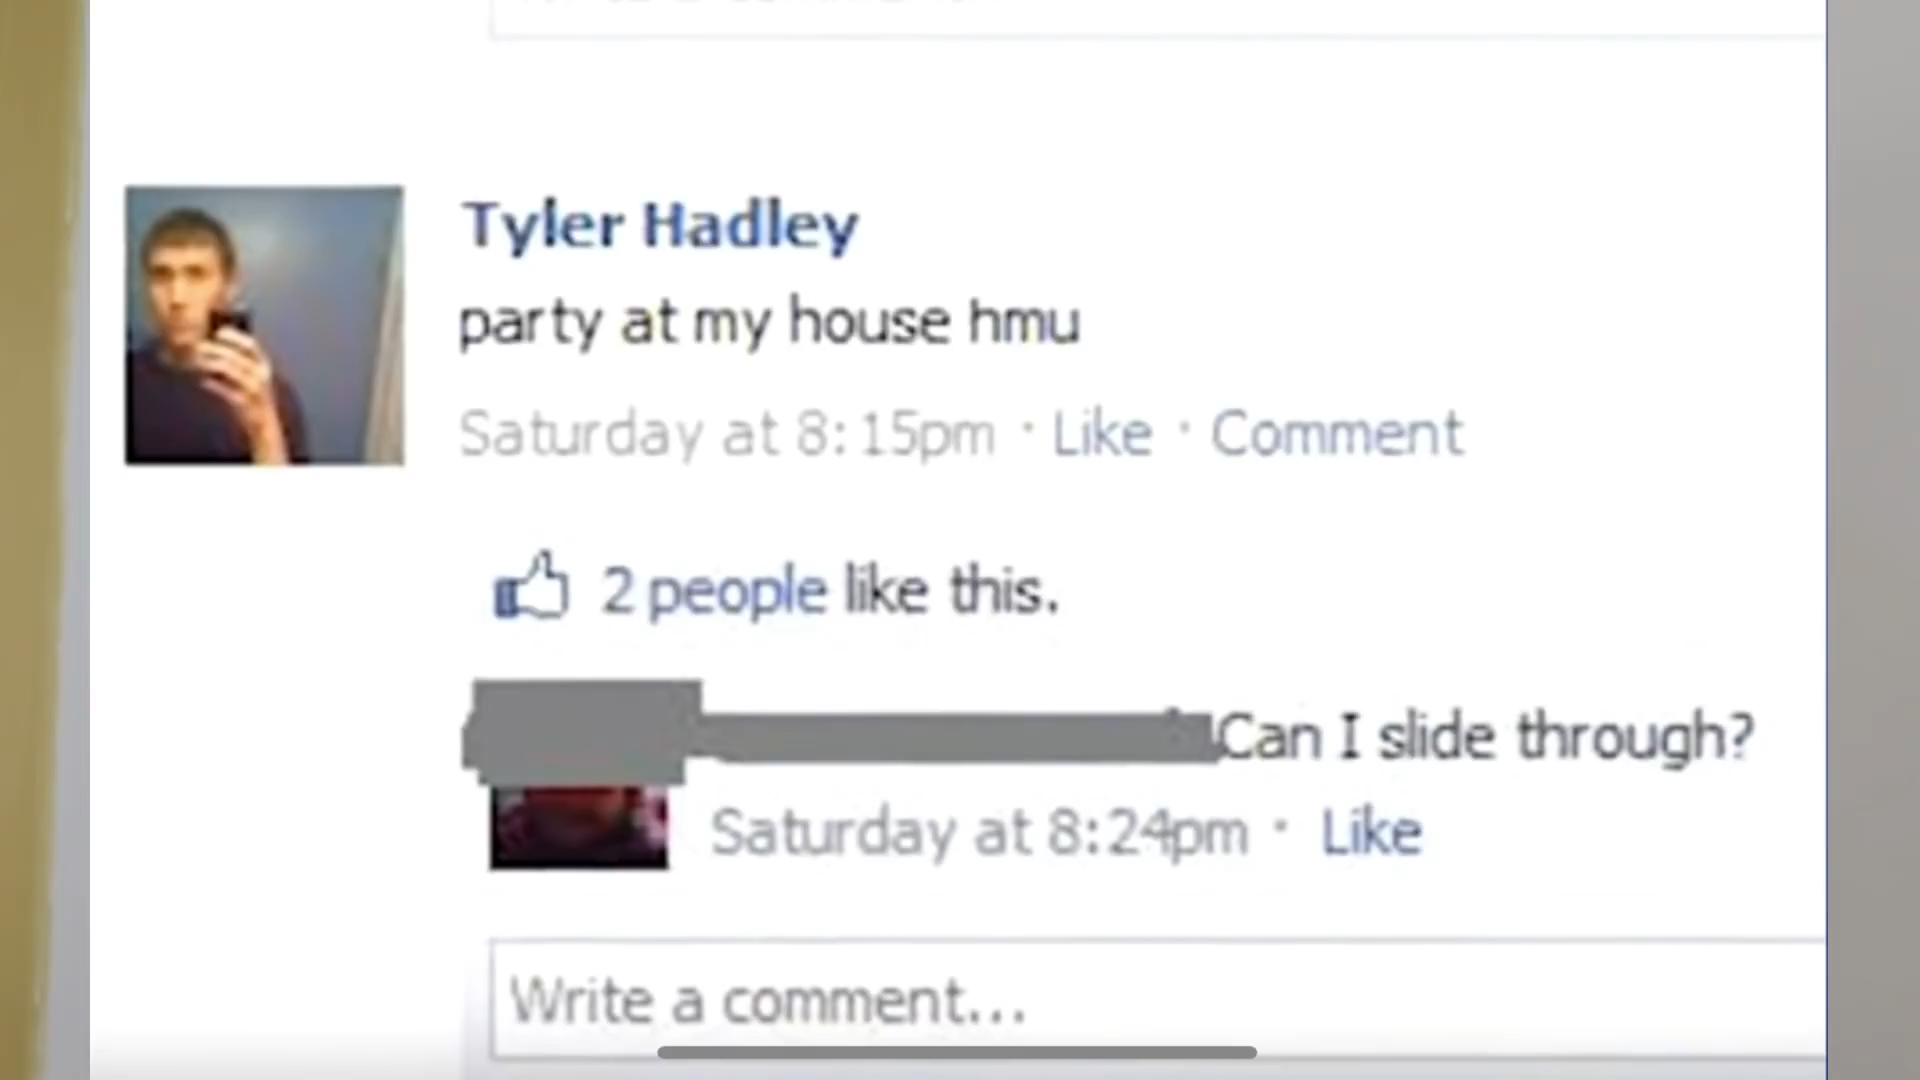 Tyler Hadley
party at my house hmu
Saturday at 8:15pm · Like · Comment
2 people like this.
Can I slide through?
Saturday at 8:24pm · Like
Write a comment...